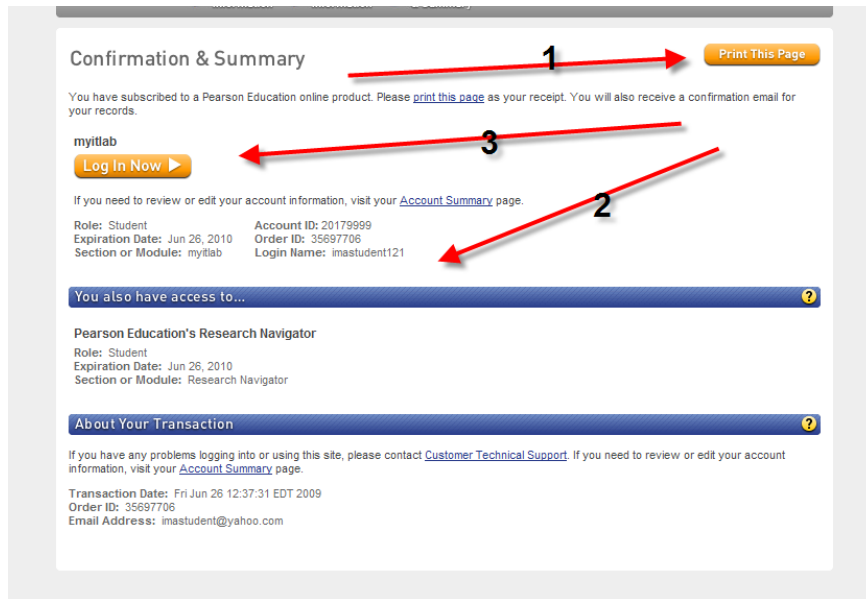 Confirmation & Summary
1
Print This Page
You have subscribed to a Pearson Education online product. Please print this page as your receipt. You will also receive a confirmation email for
your records.
myitlab
3
Log In Now
If you need to review or edit your account information, visit your Account Summary page.
2
Role: Student Account ID: 20179999
Expiration Date: Jun 26, 2010 Order ID: 35697706
Section or Module: myitlab Login Name: imastudent121
You also have access to... ?
Pearson Education's Research Navigator
Role: Student
Expiration Date: Jun 26, 2010
Section or Module: Research Navigator
About Your Transaction ?
If you have any problems logging into or using this site, please contact Customer Technical Support. If you need to review or edit your account
information, visit your Account Summary page.
Transaction Date: Fri Jun 26 12:37:31 EDT 2009
Order ID: 35697706
Email Address: imastudent@yahoo.com